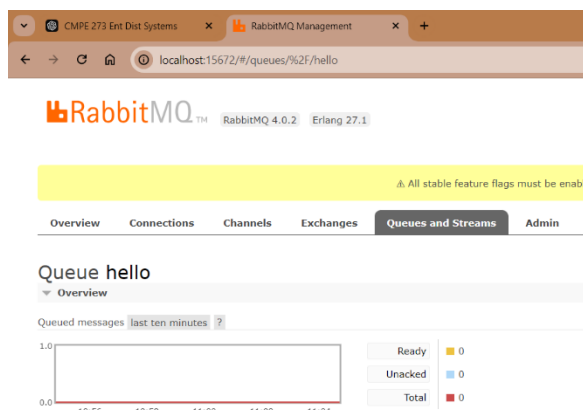 CMPE 273 Ent Dist Systems × RabbitMQ Management × +
localhost:15672/#/queues/%2F/hello
RabbitMQ TM RabbitMQ 4.0.2 Erlang 27.1
⚠ All stable feature flags must be enab
Overview Connections Channels Exchanges Queues and Streams Admin
Queue hello
Overview
Queued messages last ten minutes ?
1.0
Ready 0
Unacked 0
0.0 Total 0